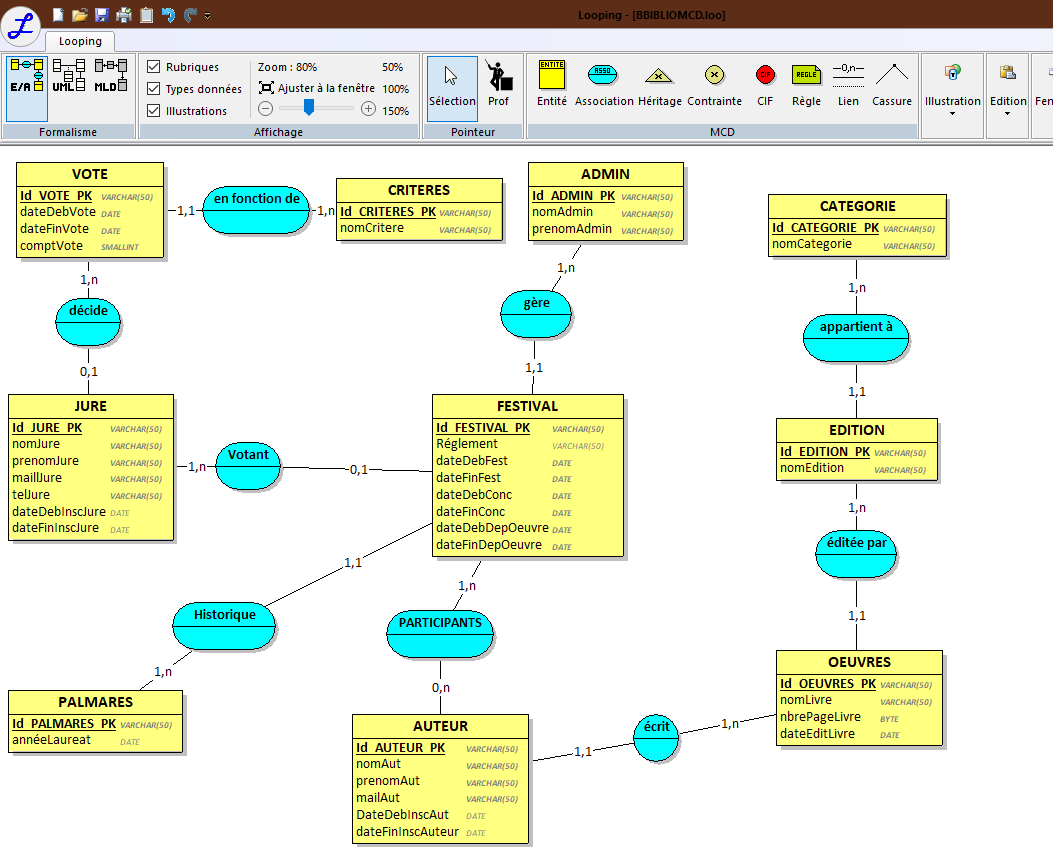 Looping - [BBIBLIOMCD.loo]
Looping
E/A UML MLD
Formalisme
Rubriques
Types données
Illustrations
Zoom : 80%
50%
Ajuster à la fenêtre
100%
150%
Affichage
Sélection
Prof
Pointeur
ENTITÉ
Entité
ASSO
Association
X
Héritage
X
Contrainte
CIF
CIF
RÈGLE
Règle
—0,n—
Lien
Cassure
MCD
Illustration
Edition
Fen
VOTE
Id_VOTE_PK VARCHAR(50)
dateDebVote DATE
dateFinVote DATE
comptVote SMALLINT
1,1
en fonction de
1,n
CRITERES
Id_CRITERES_PK VARCHAR(50)
nomCritere VARCHAR(50)
ADMIN
Id_ADMIN_PK VARCHAR(50)
nomAdmin VARCHAR(50)
prenomAdmin VARCHAR(50)
CATEGORIE
Id_CATEGORIE_PK VARCHAR(50)
nomCategorie VARCHAR(50)
1,n
décide
0,1
1,n
gère
1,1
1,n
appartient à
1,1
JURE
Id_JURE_PK VARCHAR(50)
nomJure VARCHAR(50)
prenomJure VARCHAR(50)
maillJure VARCHAR(50)
telJure VARCHAR(50)
dateDebInscJure DATE
dateFinInscJure DATE
1,n
Votant
0,1
FESTIVAL
Id_FESTIVAL_PK VARCHAR(50)
Réglement VARCHAR(50)
dateDebFest DATE
dateFinFest DATE
dateDebConc DATE
dateFinConc DATE
dateDebDepOeuvre DATE
dateFinDepOeuvre DATE
EDITION
Id_EDITION_PK VARCHAR(50)
nomEdition VARCHAR(50)
1,n
éditée par
1,1
1,1
Historique
1,n
1,n
PARTICIPANTS
0,n
PALMARES
Id_PALMARES_PK VARCHAR(50)
annéeLaureat DATE
AUTEUR
Id_AUTEUR_PK VARCHAR(50)
nomAut VARCHAR(50)
prenomAut VARCHAR(50)
mailAut VARCHAR(50)
DateDebInscAut DATE
dateFinInscAuteur DATE
1,1
écrit
1,n
OEUVRES
Id_OEUVRES_PK VARCHAR(50)
nomLivre VARCHAR(50)
nbrePageLivre BYTE
dateEditLivre DATE